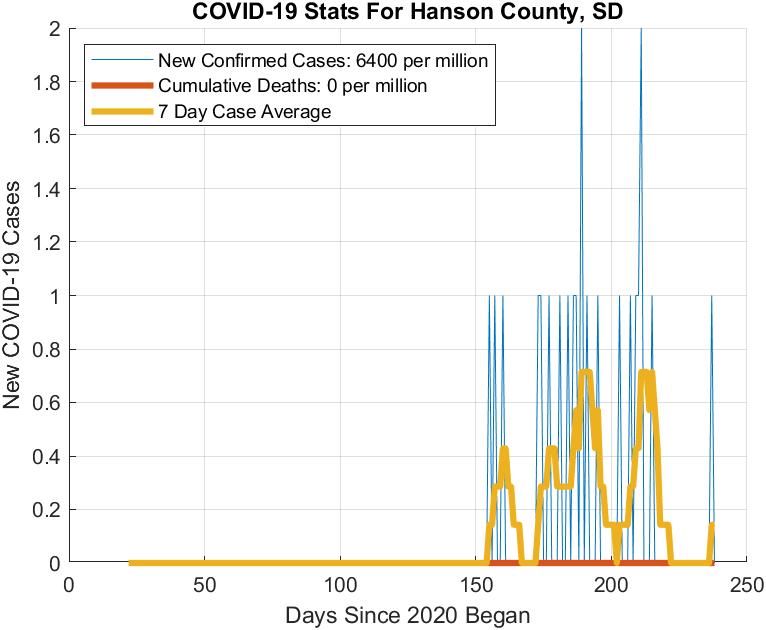 COVID-19 Stats For Hanson County, SD
New Confirmed Cases: 6400 per million
Cumulative Deaths: 0 per million
7 Day Case Average
New COVID-19 Cases
2
1.8
1.6
1.4
1.2
1
0.8
0.6
0.4
0.2
0
0 50 100 150 200 250
Days Since 2020 Began